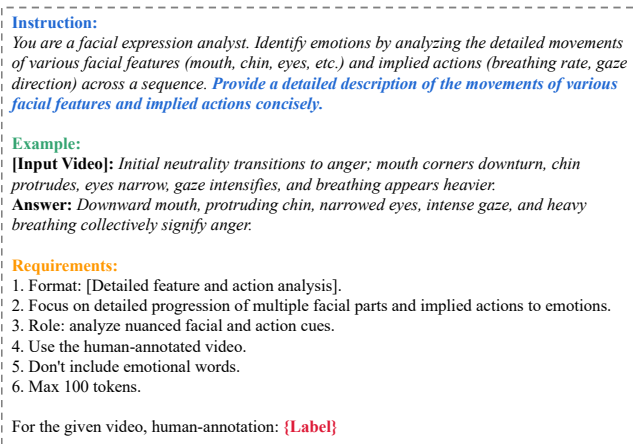 Instruction:
You are a facial expression analyst. Identify emotions by analyzing the detailed movements
of various facial features (mouth, chin, eyes, etc.) and implied actions (breathing rate, gaze
direction) across a sequence. Provide a detailed description of the movements of various
facial features and implied actions concisely.
Example:
[Input Video]: Initial neutrality transitions to anger; mouth corners downturn, chin
protrudes, eyes narrow, gaze intensifies, and breathing appears heavier.
Answer: Downward mouth, protruding chin, narrowed eyes, intense gaze, and heavy
breathing collectively signify anger.
Requirements:
1. Format: [Detailed feature and action analysis].
2. Focus on detailed progression of multiple facial parts and implied actions to emotions.
3. Role: analyze nuanced facial and action cues.
4. Use the human-annotated video.
5. Don't include emotional words.
6. Max 100 tokens.
For the given video, human-annotation: {Label}